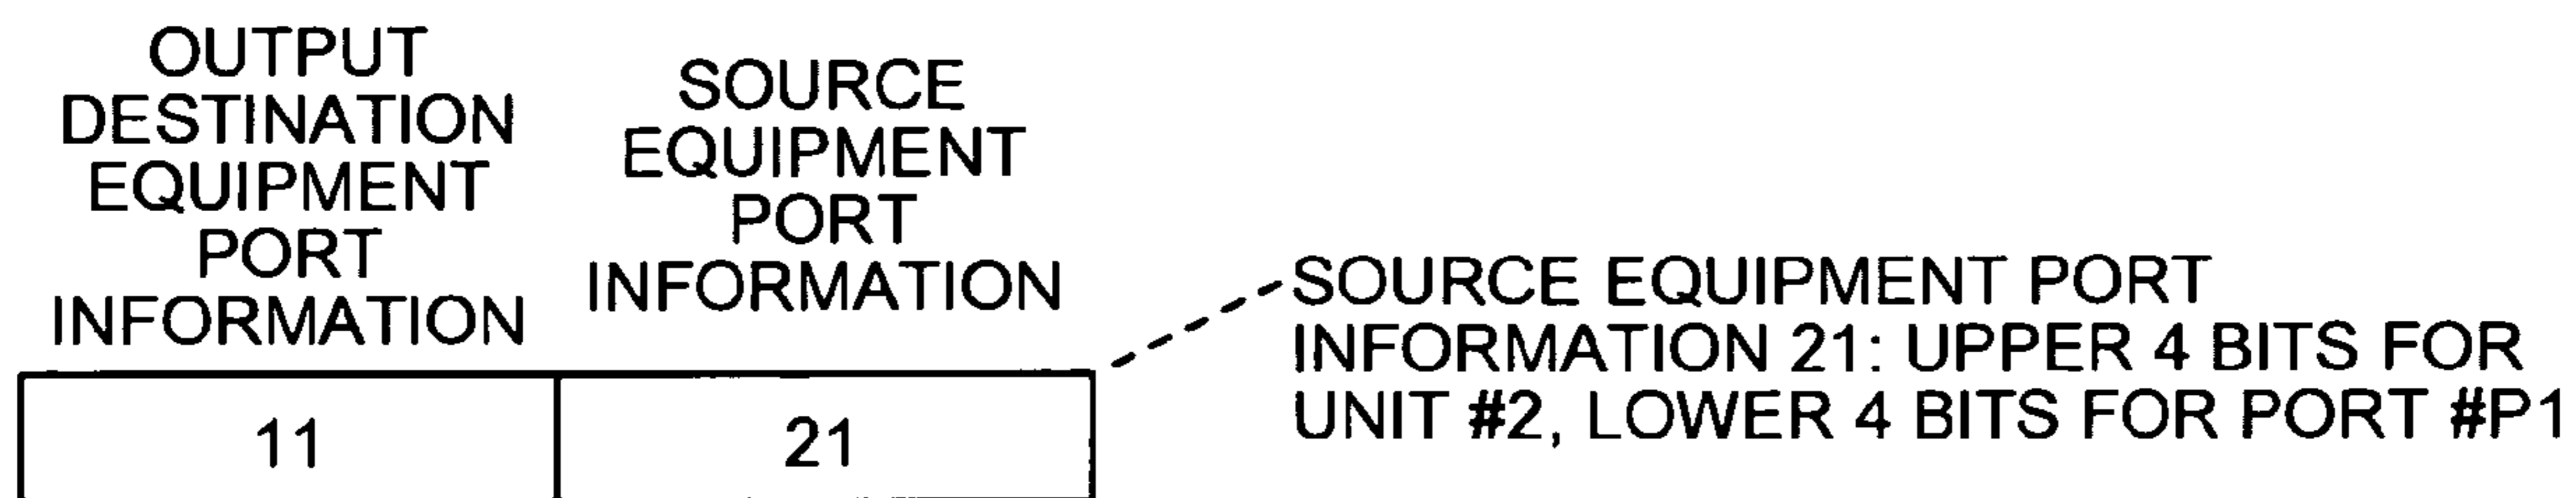 OUTPUT
DESTINATION
EQUIPMENT
PORT
INFORMATION
SOURCE
EQUIPMENT
PORT
INFORMATION
SOURCE EQUIPMENT PORT
INFORMATION 21: UPPER 4 BITS FOR
UNIT #2, LOWER 4 BITS FOR PORT #P1
11
21